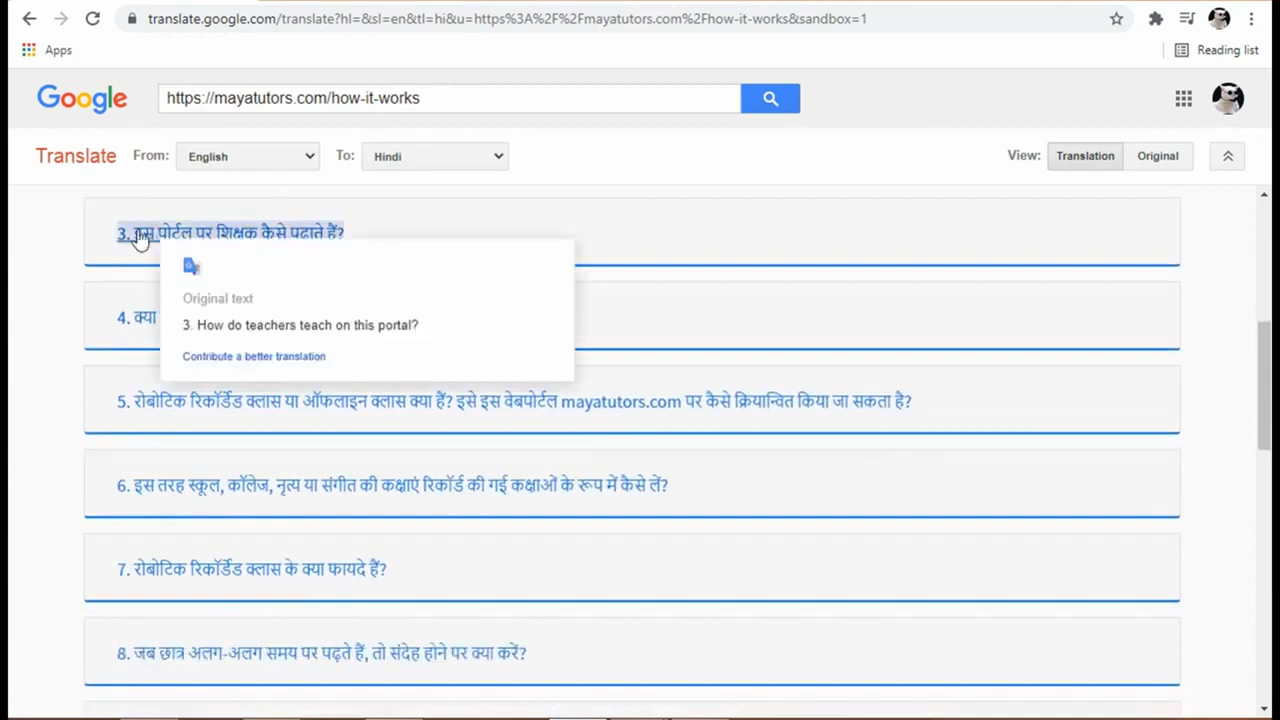 translate.google.com/translate?hl=&sl=en&tl=hi&u=https%3A%2F%2Fmayatutors.com%2Fhow-it-works&sandbox=1
Apps
Reading list
Google
https://mayatutors.com/how-it-works
Translate From: English To: Hindi View: Translation Original
3. इस पोर्टल पर शिक्षक कैसे पढ़ाते हैं?
Original text
3. How do teachers teach on this portal?
Contribute a better translation
4. क्या
5. रोबोटिक रिकॉर्डेड क्लास या ऑफलाइन क्लास क्या हैं? इसे इस वेबपोर्टल mayatutors.com पर कैसे क्रियान्वित किया जा सकता है?
6. इस तरह स्कूल, कॉलेज, नृत्य या संगीत की कक्षाएं रिकॉर्ड की गई कक्षाओं के रूप में कैसे लें?
7. रोबोटिक रिकॉर्डेड क्लास के क्या फायदे हैं?
8. जब छात्र अलग-अलग समय पर पढ़ते हैं, तो संदेह होने पर क्या करें?